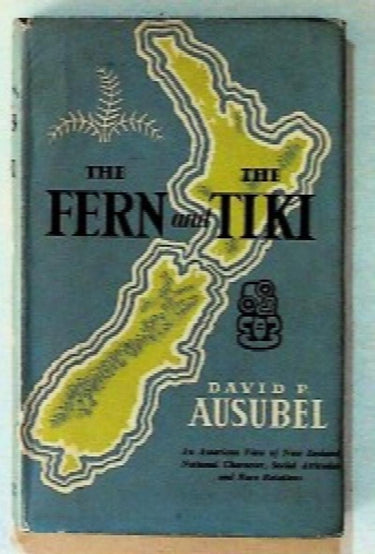 THE THE
FERN and TIKI
DAVID P.
AUSUBEL
An American View of New Zealand
National Character, Social Attitudes
and Race Relations